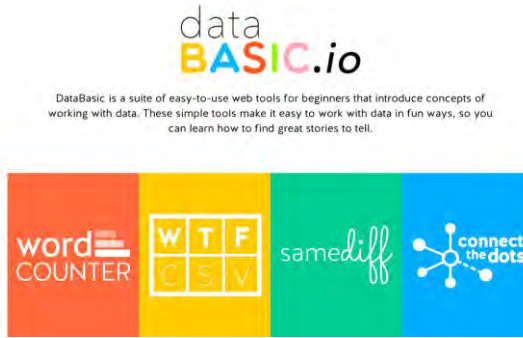 data
BASIC.io
DataBasic is a suite of easy-to-use web tools for beginners that introduce concepts of
working with data. These simple tools make it easy to work with data in fun ways, so you
can learn how to find great stories to tell.
word
COUNTER
WTF
CSV
samediff
connect
the dots